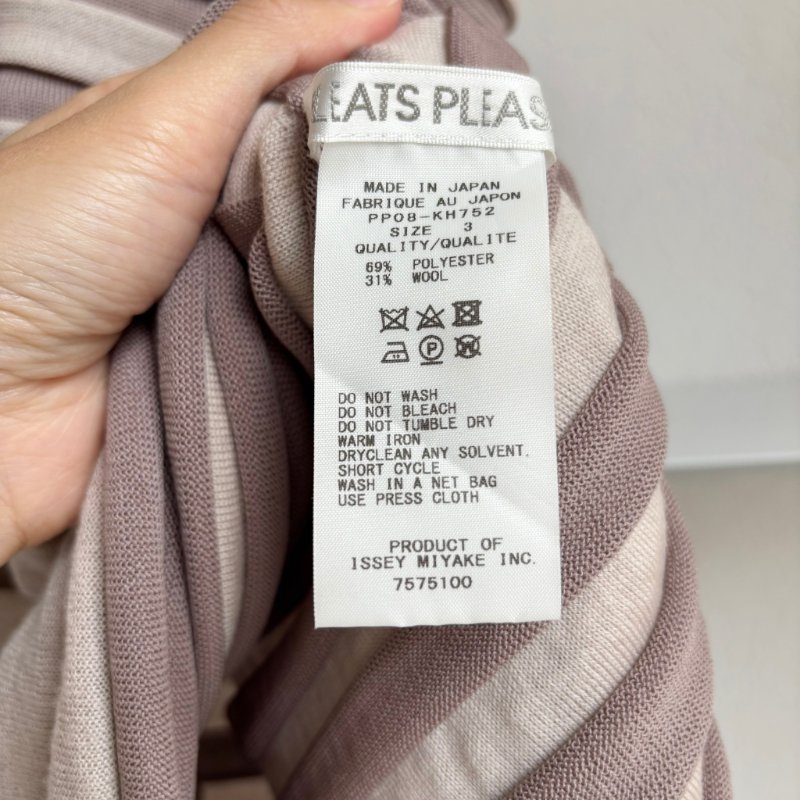 LEATS PLEAS
MADE IN JAPAN
FABRIQUE AU JAPON
PP08-KH752
SIZE 3
QUALITY/QUALITE
69% POLYESTER
31% WOOL
P
DO NOT WASH
DO NOT BLEACH
DO NOT TUMBLE DRY
WARM IRON
DRYCLEAN ANY SOLVENT.
SHORT CYCLE
WASH IN A NET BAG
USE PRESS CLOTH
PRODUCT OF
ISSEY MIYAKE INC.
7575100